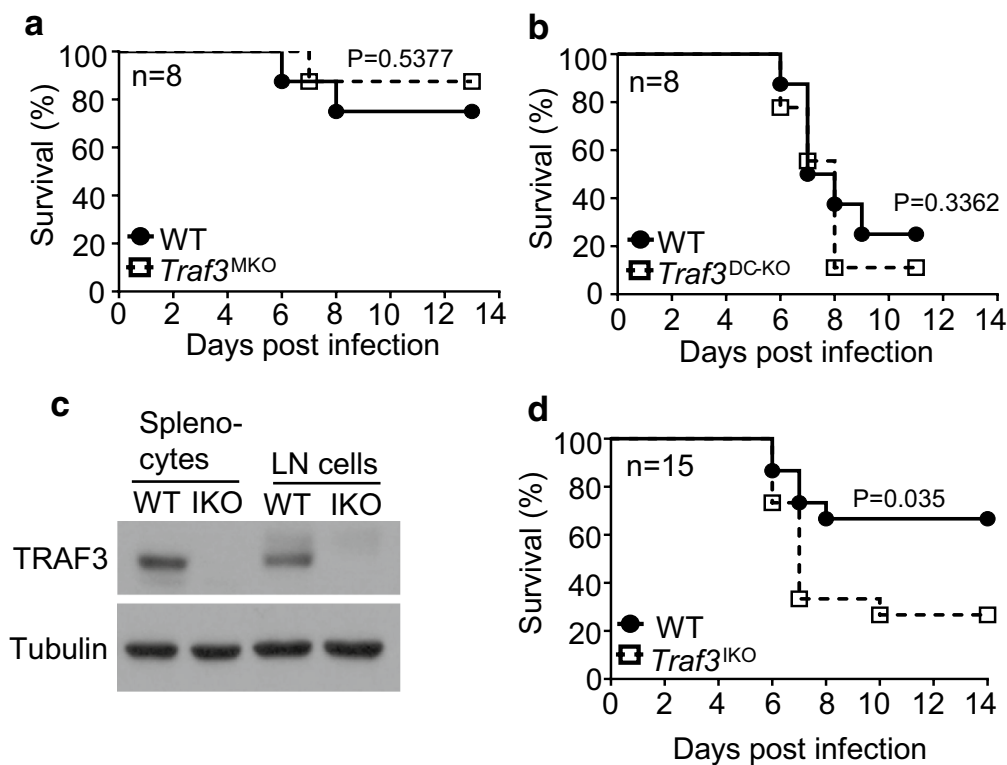 a
100
80
60
40
20
0
Survival (%)
n=8
P=0.5377
WT
Traf3MKO
0 2 4 6 8 10 12 14
Days post infection
b
100
80
60
40
20
0
Survival (%)
n=8
P=0.3362
WT
Traf3DC-KO
0 2 4 6 8 10 12 14
Days post infection
c
Spleno-
cytes
LN cells
WT IKO WT IKO
TRAF3
Tubulin
d
100
80
60
40
20
0
Survival (%)
n=15
P=0.035
WT
Traf3IKO
0 2 4 6 8 10 12 14
Days post infection